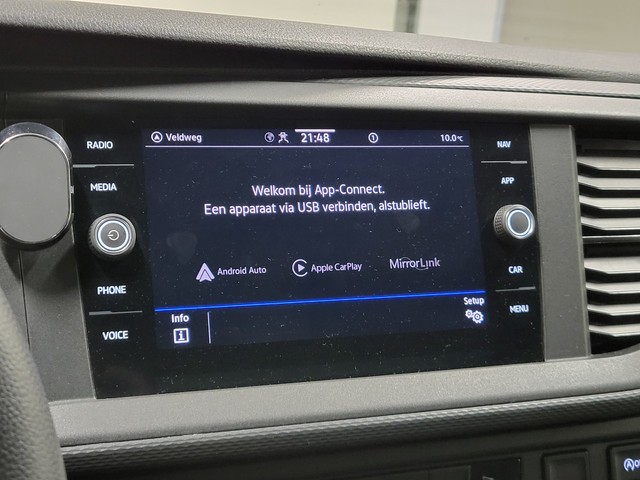 RADIO
MEDIA
PHONE
VOICE
Veldweg
21:48
1
10.0°C
Welkom bij App-Connect.
Een apparaat via USB verbinden, alstublieft.
Android Auto
Apple CarPlay
MirrorLink
Info
i
Setup
NAV
APP
CAR
MENU